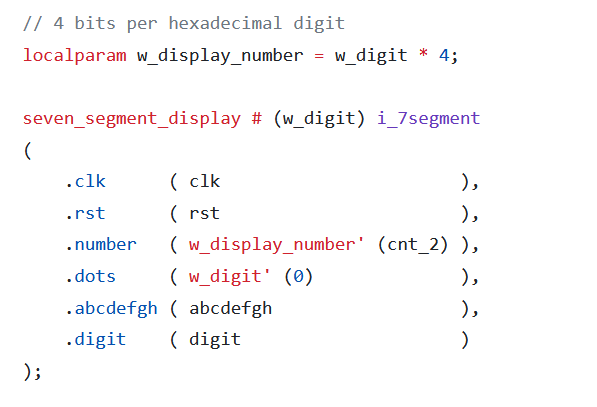 // 4 bits per hexadecimal digit
localparam w_display_number = w_digit * 4;

seven_segment_display # (w_digit) i_7segment
(
    .clk      ( clk                       ),
    .rst      ( rst                       ),
    .number   ( w_display_number' (cnt_2) ),
    .dots     ( w_digit' (0)              ),
    .abcdefgh ( abcdefgh                  ),
    .digit    ( digit                     )
);